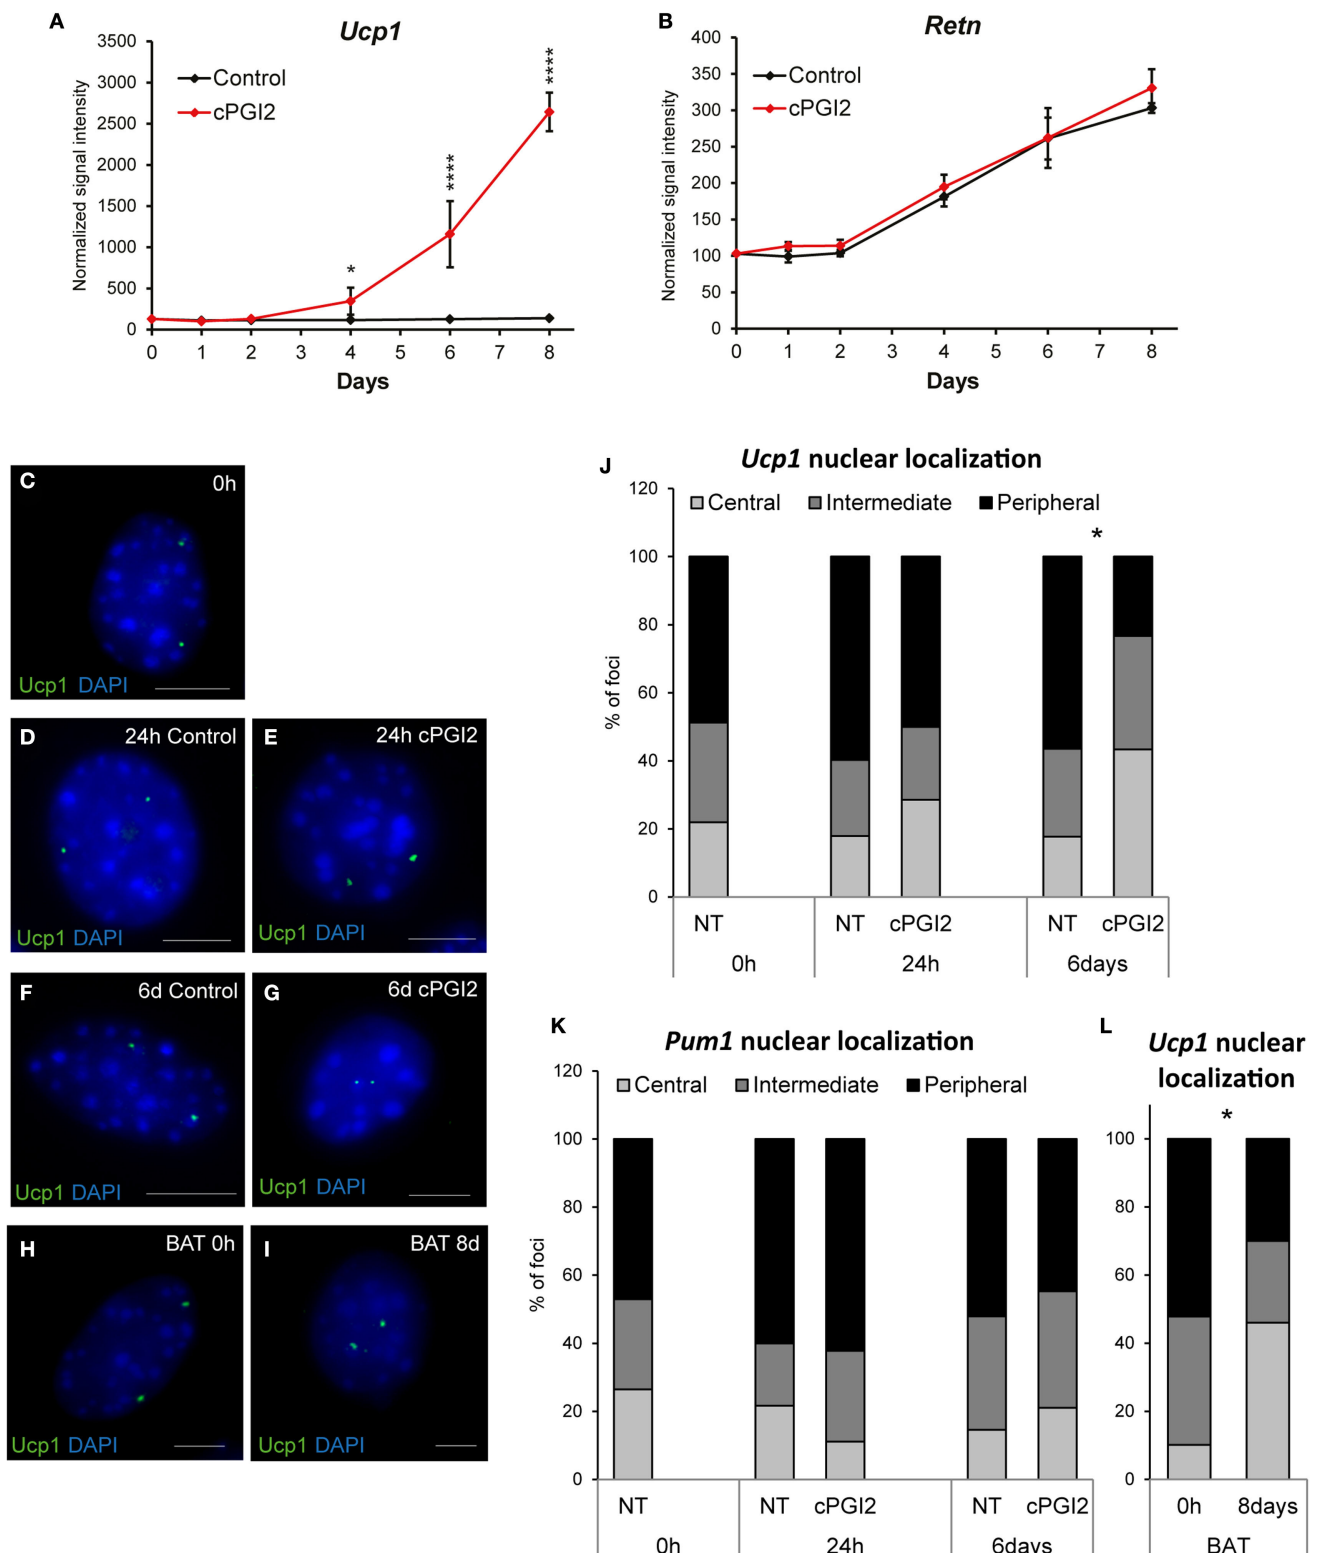 A
Ucp1
Normalized signal intensity
3500
3000
2500
2000
1500
1000
500
0
Control
cPGI2
*
****
****
0 1 2 3 4 5 6 7 8
Days
B
Retn
Normalized signal intensity
400
350
300
250
200
150
100
50
0
Control
cPGI2
0 1 2 3 4 5 6 7 8
Days
C
0h
Ucp1 DAPI
D
24h Control
Ucp1 DAPI
E
24h cPGI2
Ucp1 DAPI
F
6d Control
Ucp1 DAPI
G
6d cPGI2
Ucp1 DAPI
H
BAT 0h
Ucp1 DAPI
I
BAT 8d
Ucp1 DAPI
J
Ucp1 nuclear localization
% of foci
120
100
80
60
40
20
0
Central Intermediate Peripheral
*
NT NT cPGI2 NT cPGI2
0h 24h 6days
K
Pum1 nuclear localization
% of foci
120
100
80
60
40
20
0
Central Intermediate Peripheral
NT NT cPGI2 NT cPGI2
0h 24h 6days
L
Ucp1 nuclear
localization
*
100
80
60
40
20
0
0h 8days
BAT